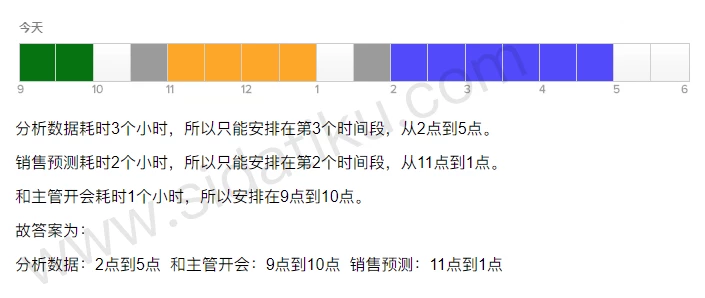 今天
9 10 11 12 1 2 3 4 5 6
分析数据耗时3个小时，所以只能安排在第3个时间段，从2点到5点。
销售预测耗时2个小时，所以只能安排在第2个时间段，从11点到1点。
和主管开会耗时1个小时，所以安排在9点到10点。
故答案为：
分析数据：2点到5点 和主管开会：9点到10点 销售预测：11点到1点
www.sidatiku.com